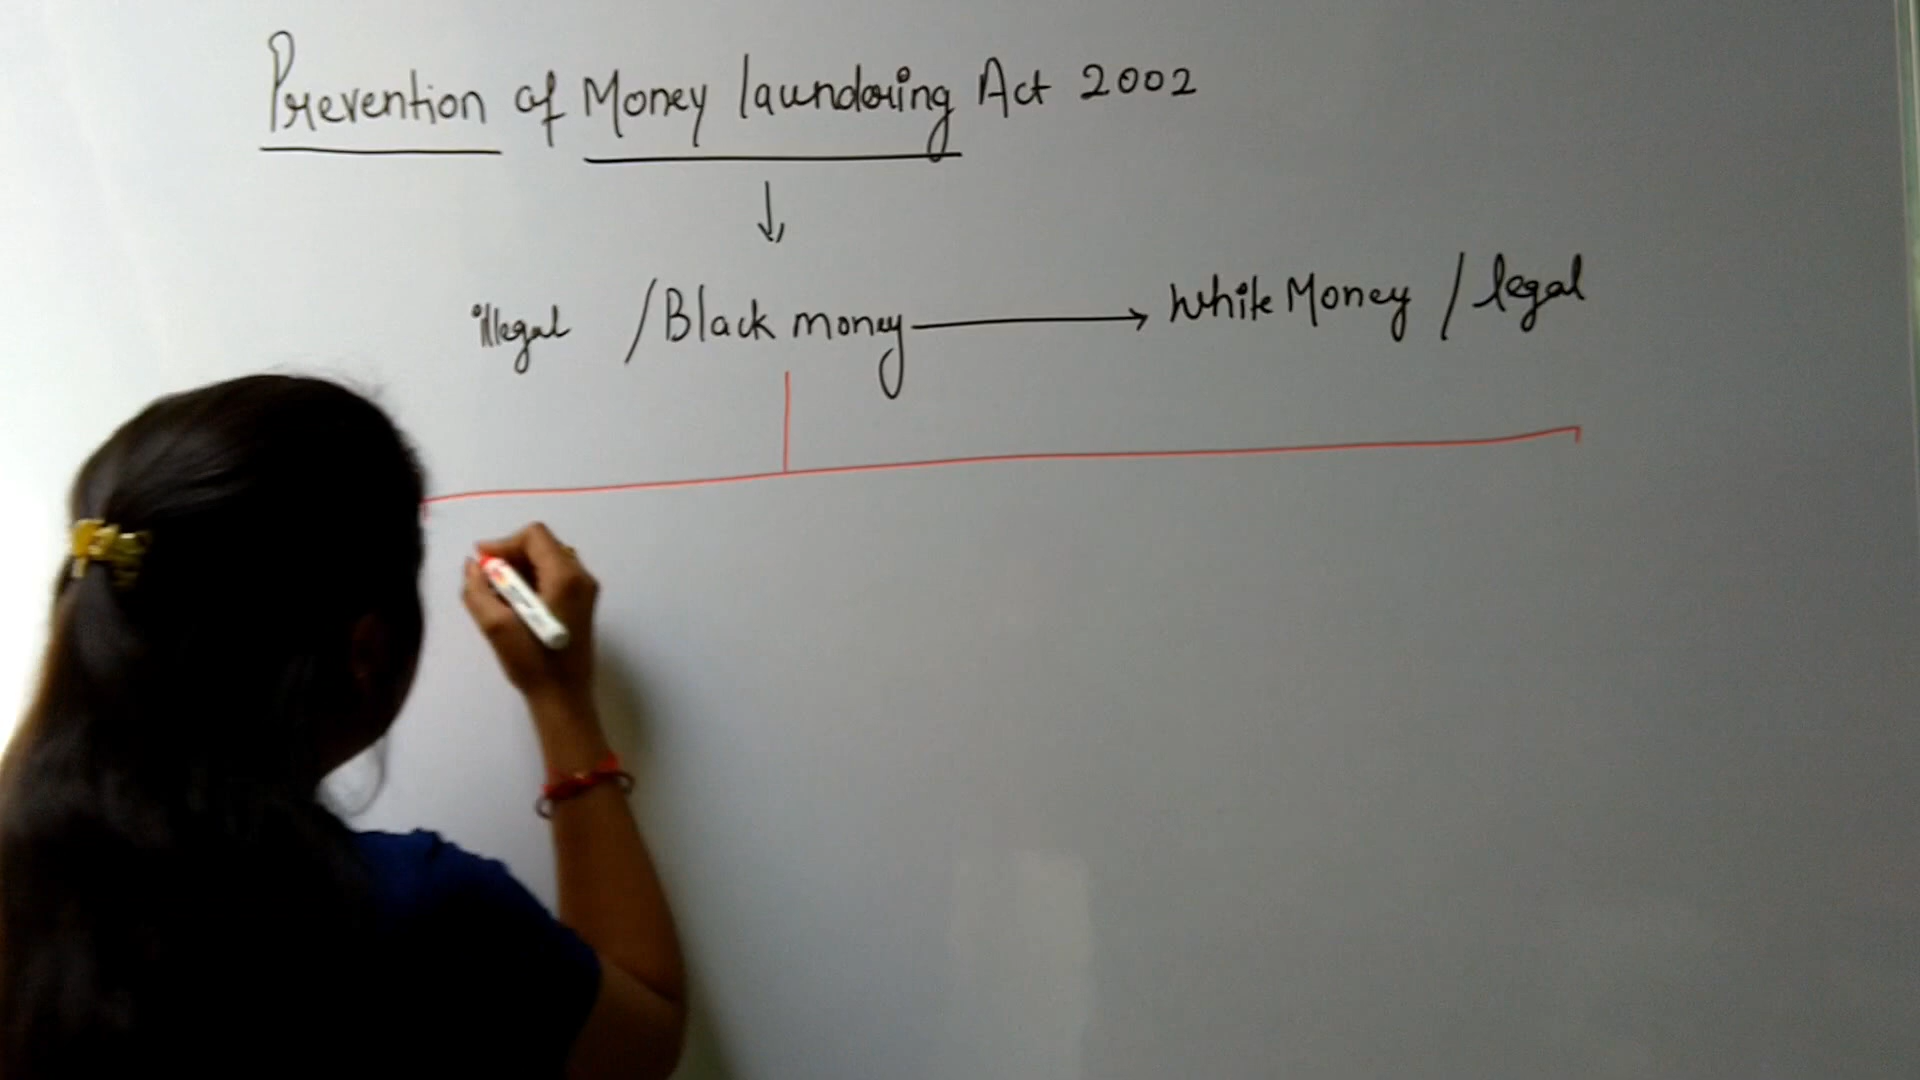 Prevention of Money laundering Act 2002
illegal / Black money → White Money / legal